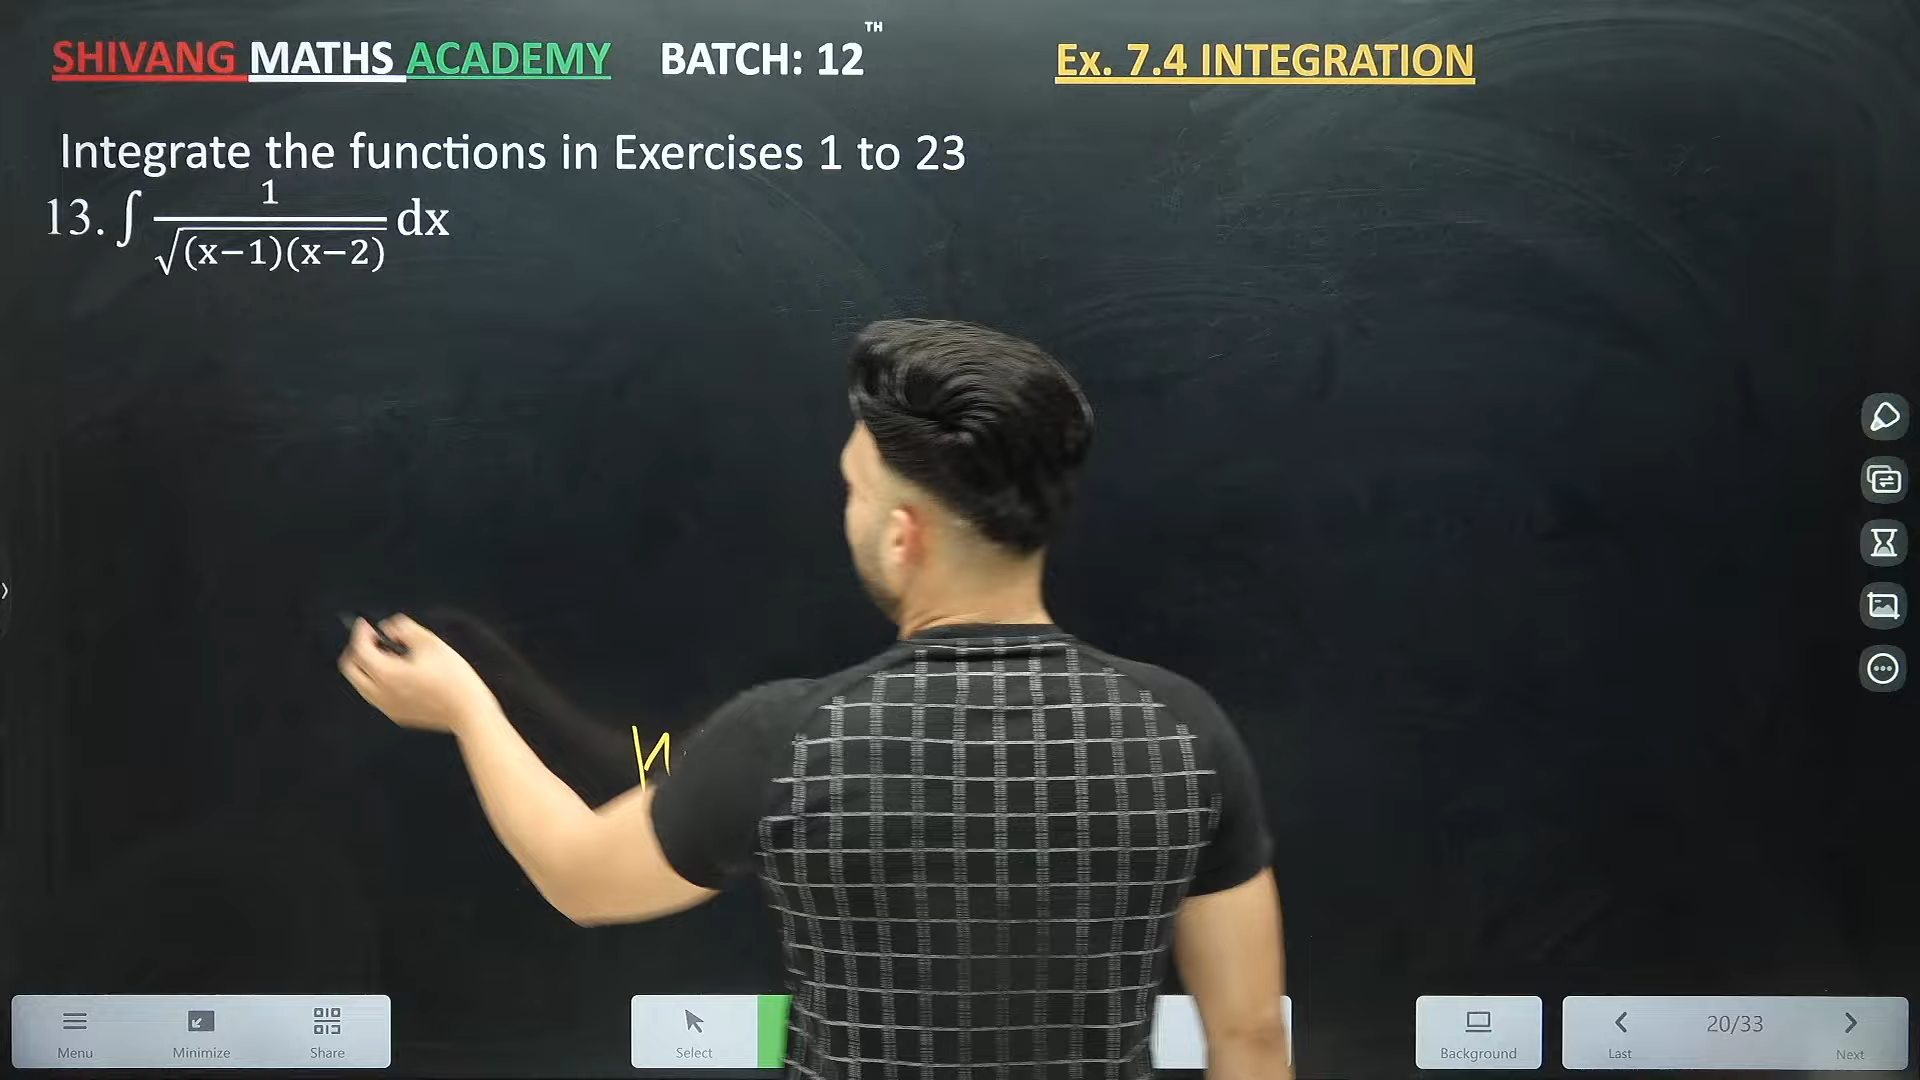 SHIVANG MATHS ACADEMY BATCH: 12TH Ex. 7.4 INTEGRATION
Integrate the functions in Exercises 1 to 23
13. ∫ 1/√(x−1)(x−2) dx
Menu Minimize Share Select Background Last 20/33 Next